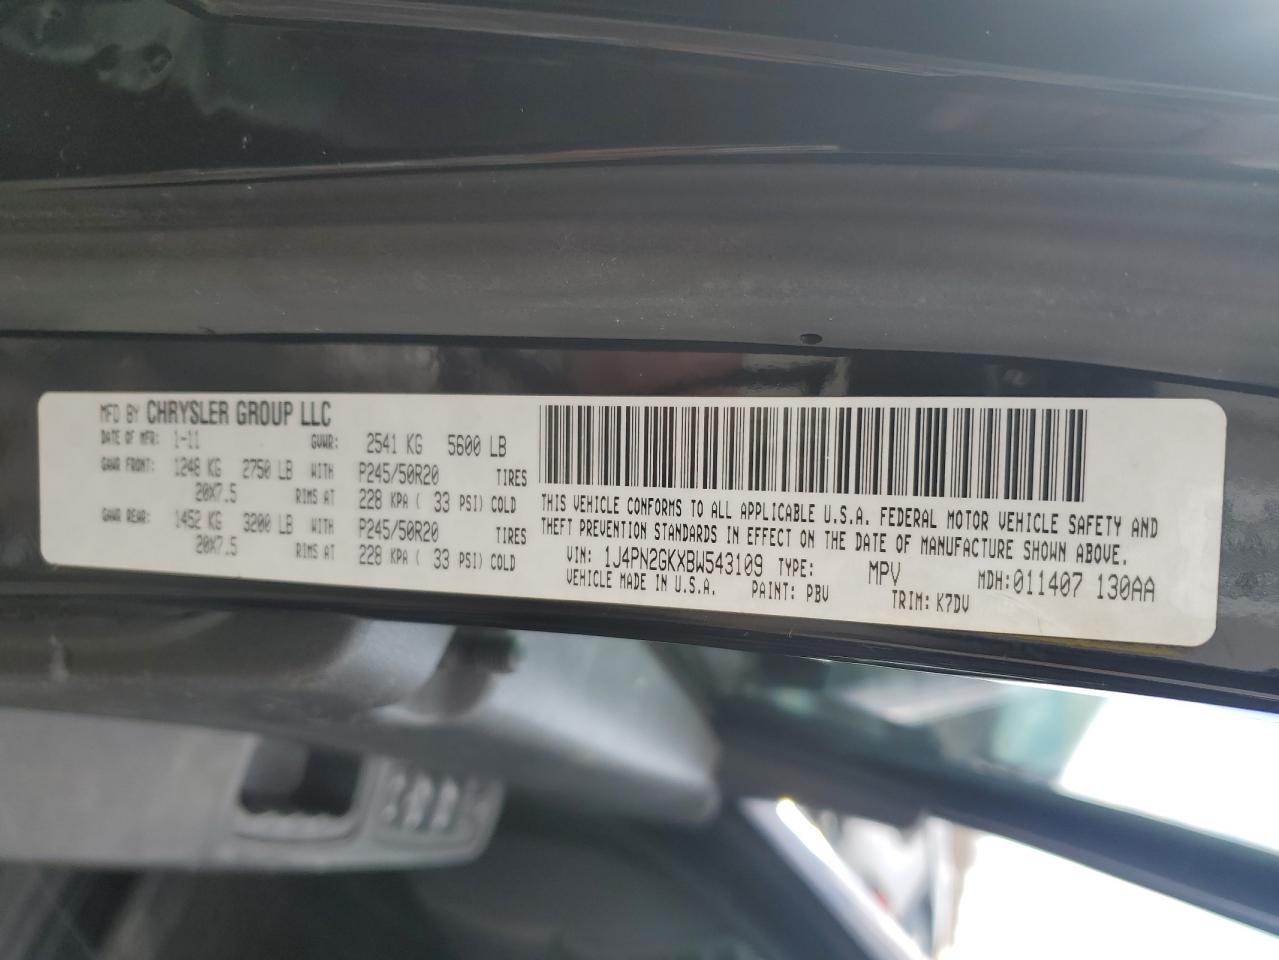 MFD BY CHRYSLER GROUP LLC
DATE OF MFR: 1-11 GVWR: 2541 KG 5600 LB
GAWR FRONT: 1248 KG 2750 LB WITH P245/50R20 TIRES
20X7.5 RIMS AT 228 KPA ( 33 PSI) COLD
GAWR REAR: 1452 KG 3200 LB WITH P245/50R20 TIRES
20X7.5 RIMS AT 228 KPA ( 33 PSI) COLD
THIS VEHICLE CONFORMS TO ALL APPLICABLE U.S.A. FEDERAL MOTOR VEHICLE SAFETY AND
THEFT PREVENTION STANDARDS IN EFFECT ON THE DATE OF MANUFACTURE SHOWN ABOVE.
VIN: 1J4PN2GKXBW543109 TYPE: MPV MDH:011407 130AA
VEHICLE MADE IN U.S.A. PAINT: PBV TRIM: K7DV